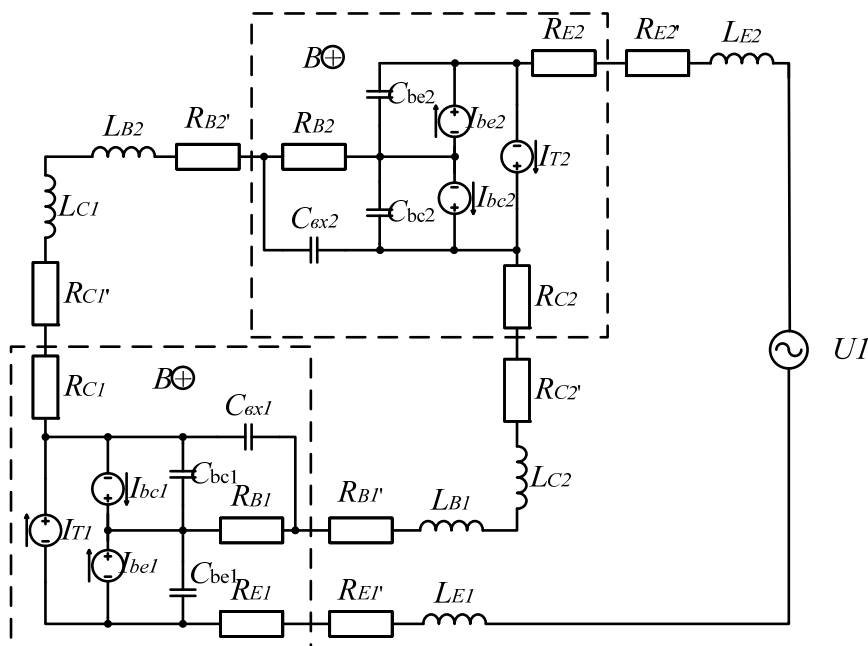 B⊕
R_E2
R_E2'
L_E2
C_be2
I_be2
L_B2
R_B2'
R_B2
I_T2
L_C1
I_bc2
C_bc2
C_вх2
R_C1'
R_C2
U1
R_C1
B⊕
R_C2'
C_вх1
L_C2
I_bc1
C_bc1
R_B1
R_B1'
L_B1
I_T1
I_be1
C_be1
R_E1
R_E1'
L_E1